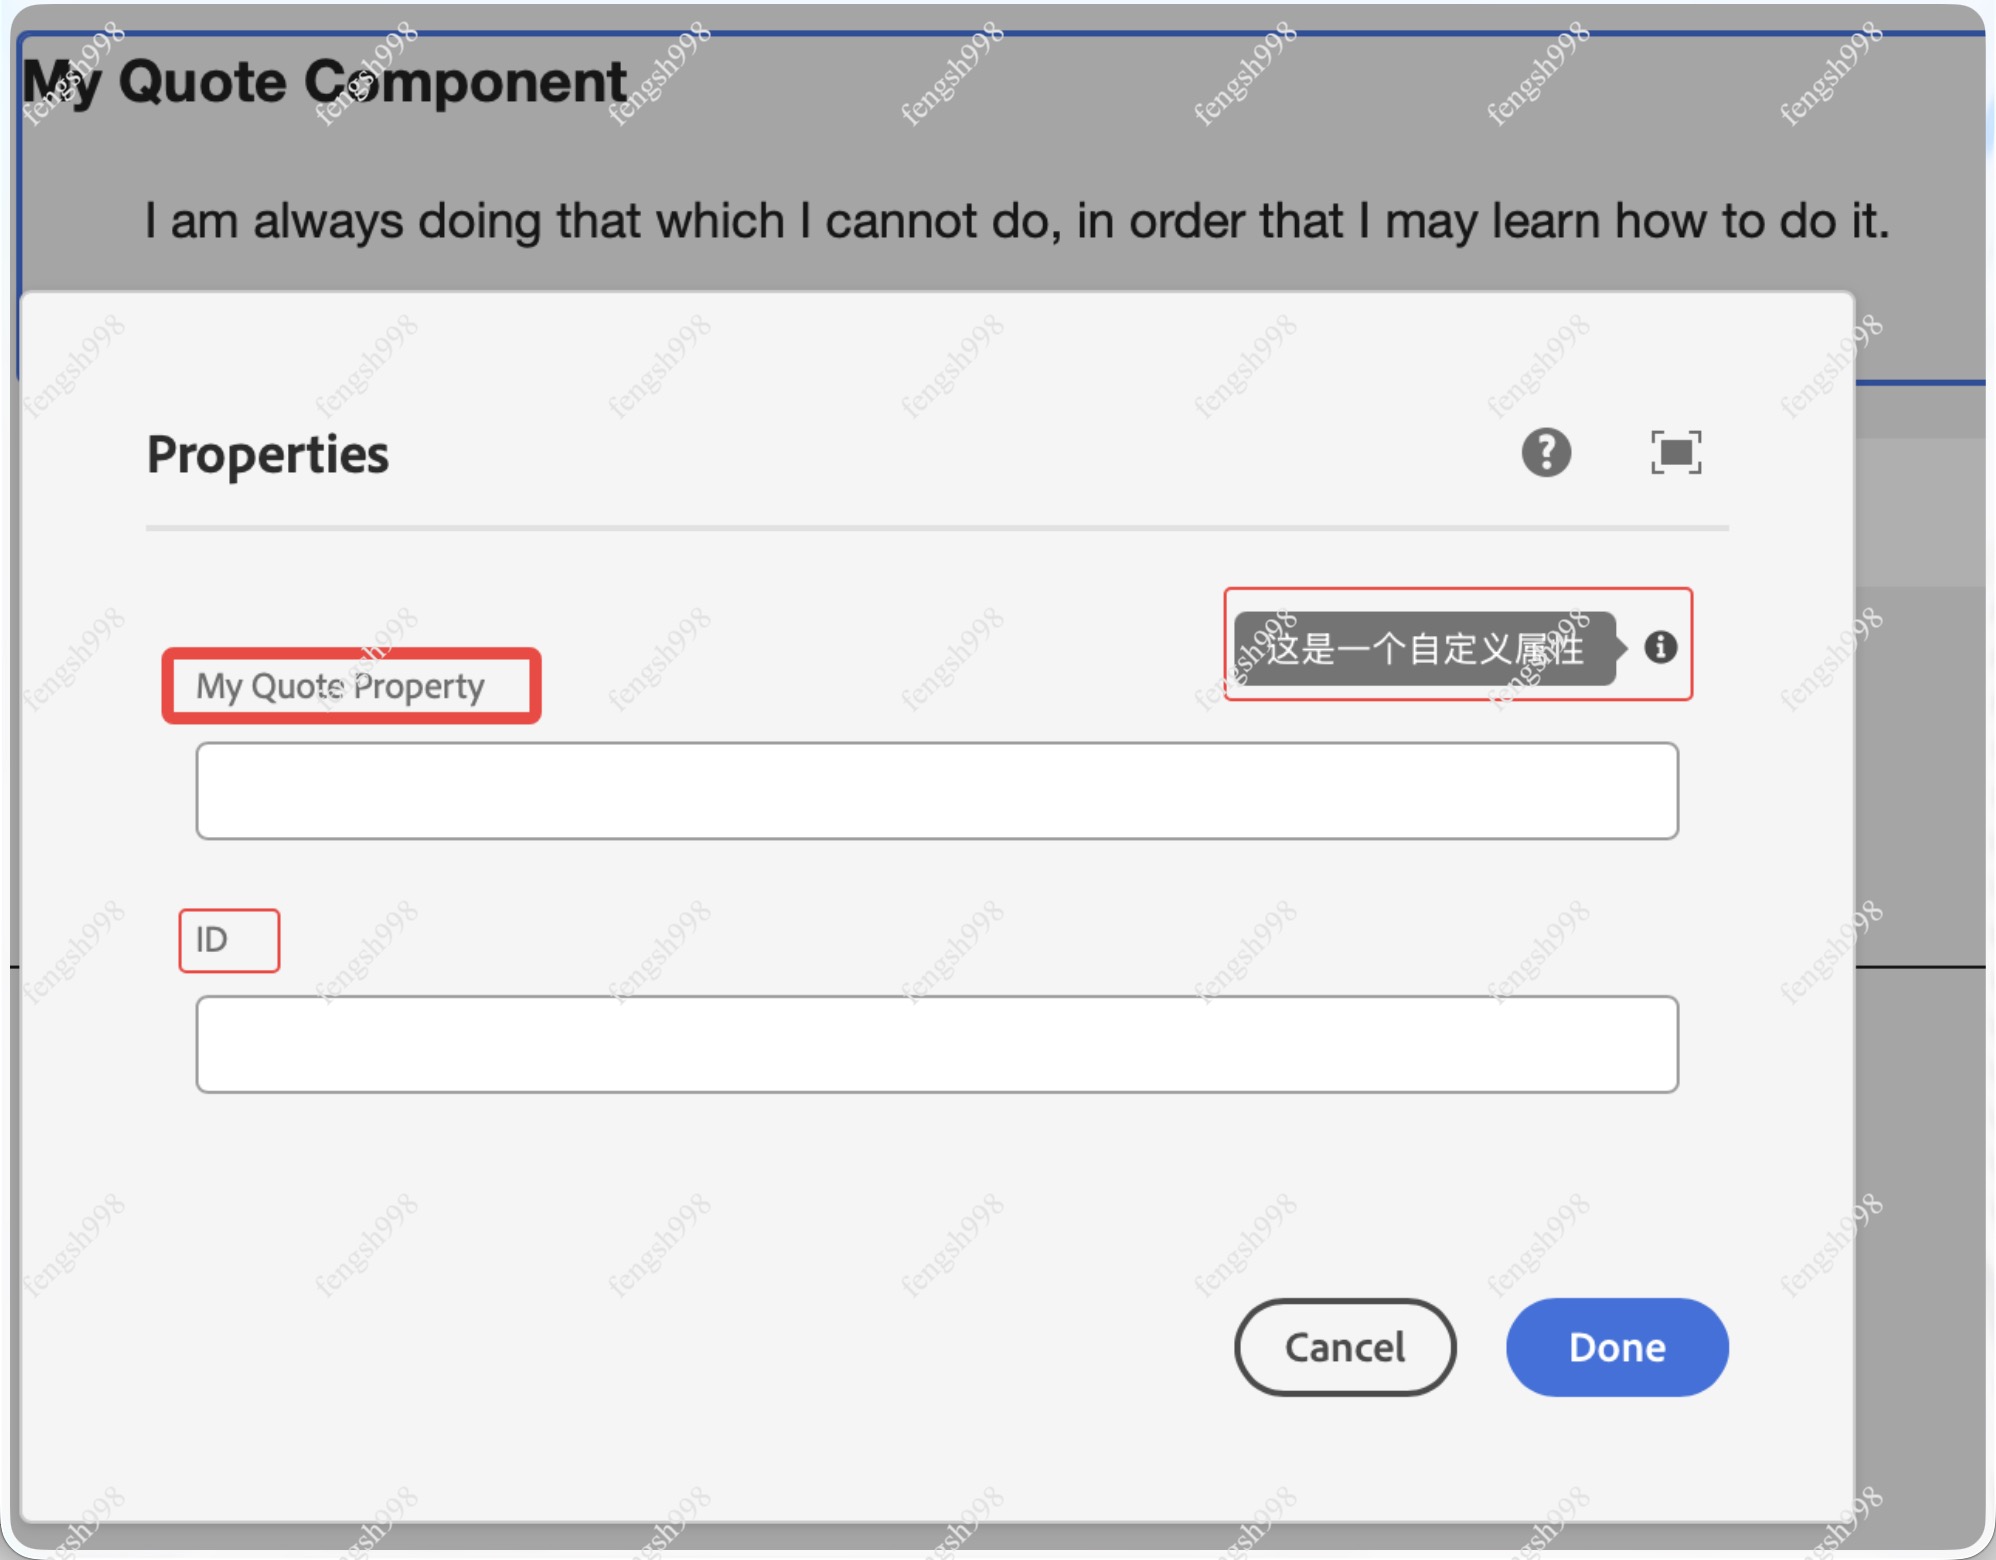 My Quote Component
I am always doing that which I cannot do, in order that I may learn how to do it.
Properties
?
这是一个自定义属性
i
My Quote Property
ID
Cancel
Done
fengsh998